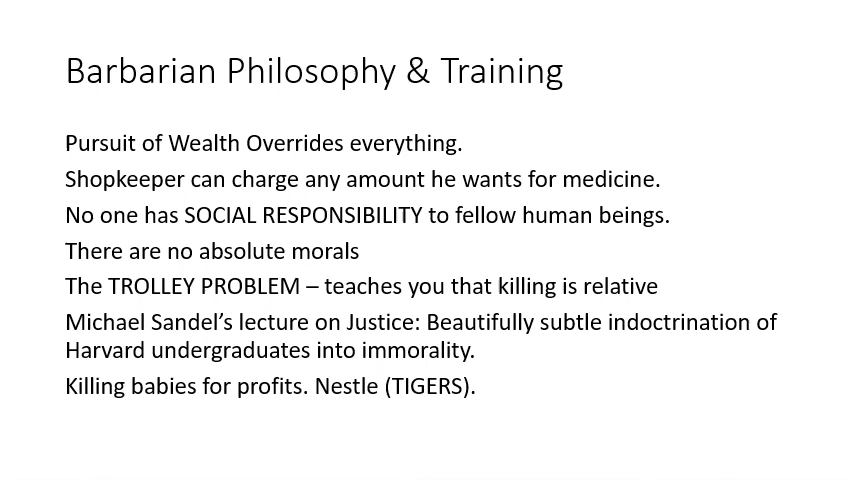 Barbarian Philosophy & Training
Pursuit of Wealth Overrides everything.
Shopkeeper can charge any amount he wants for medicine.
No one has SOCIAL RESPONSIBILITY to fellow human beings.
There are no absolute morals
The TROLLEY PROBLEM – teaches you that killing is relative
Michael Sandel’s lecture on Justice: Beautifully subtle indoctrination of
Harvard undergraduates into immorality.
Killing babies for profits. Nestle (TIGERS).